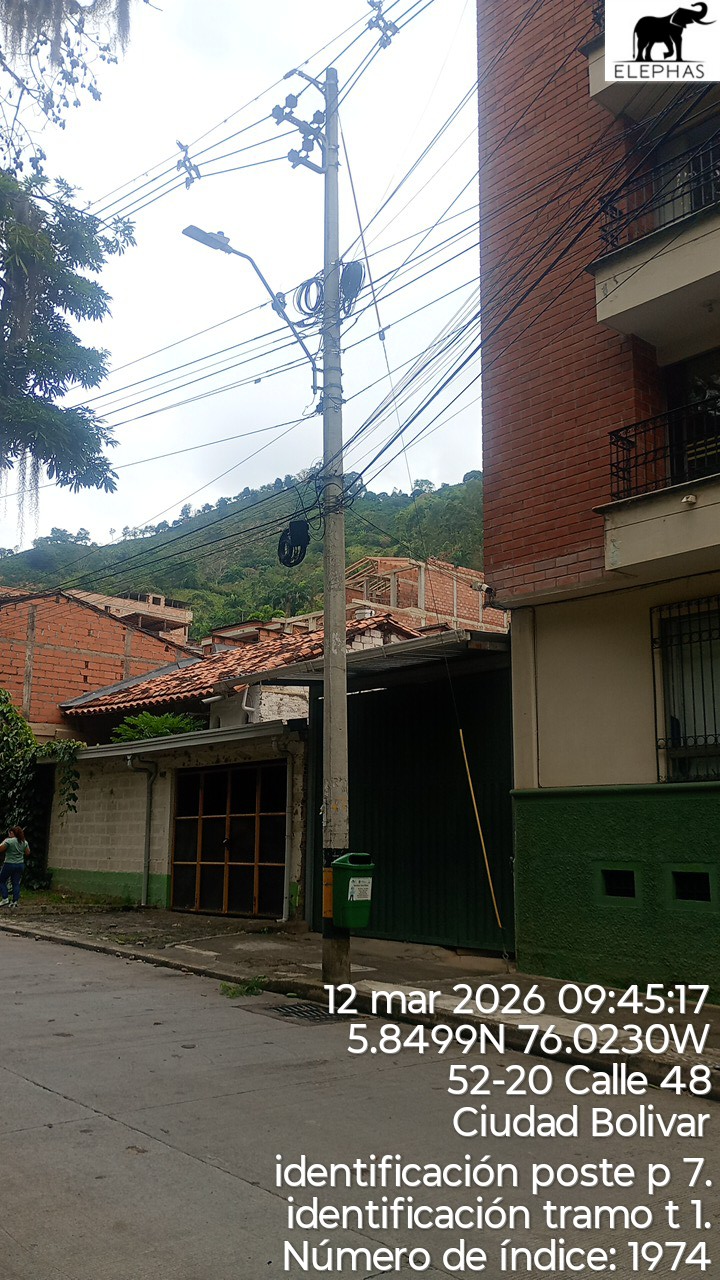 ELEPHAS
12 mar 2026 09:45:17
5.8499N 76.0230W
52-20 Calle 48
Ciudad Bolivar
identificación poste p 7.
identificación tramo t 1.
Número de índice: 1974